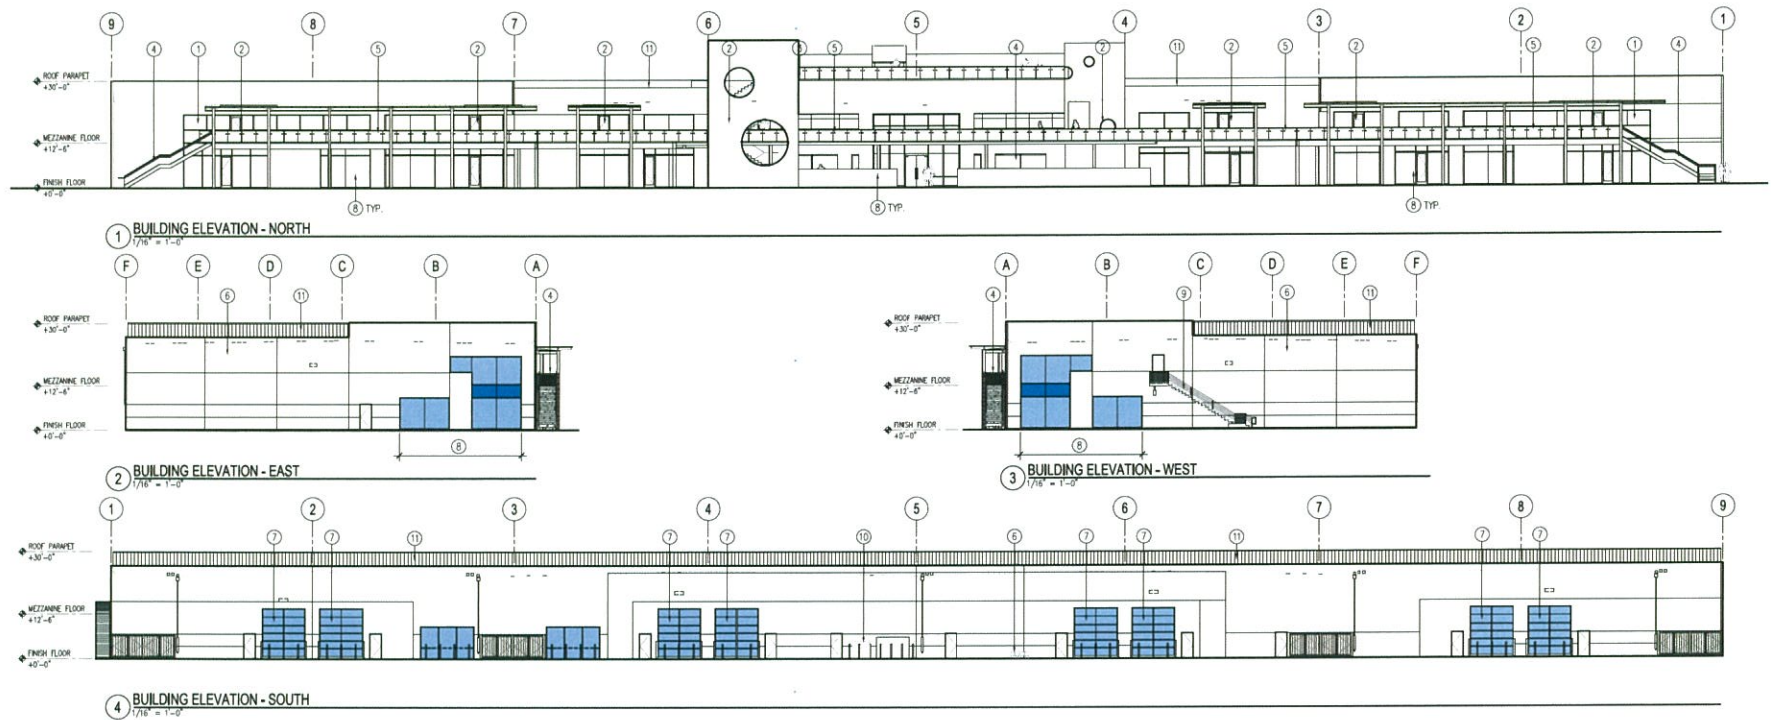 9 8 7 6 5 4 3 2 1
4 1 2 5 2 2 11 2 5 4 2 11 2 5 2 5 2 1 4
ROOF PARAPET
+30'-0"
MEZZANINE FLOOR
+12'-6"
FINISH FLOOR
+0'-0"
8 TYP. 8 TYP. 8 TYP.
1 BUILDING ELEVATION - NORTH
1/16" = 1'-0"
F E D C B A
6 11 4
ROOF PARAPET
+30'-0"
MEZZANINE FLOOR
+12'-6"
FINISH FLOOR
+0'-0"
8
2 BUILDING ELEVATION - EAST
1/16" = 1'-0"
A B C D E F
4 9 6 11
ROOF PARAPET
+30'-0"
MEZZANINE FLOOR
+12'-6"
FINISH FLOOR
+0'-0"
8
3 BUILDING ELEVATION - WEST
1/16" = 1'-0"
1 2 3 4 5 6 7 8 9
7 7 11 7 7 10 6 7 7 11 7 7
ROOF PARAPET
+30'-0"
MEZZANINE FLOOR
+12'-6"
FINISH FLOOR
+0'-0"
4 BUILDING ELEVATION - SOUTH
1/16" = 1'-0"